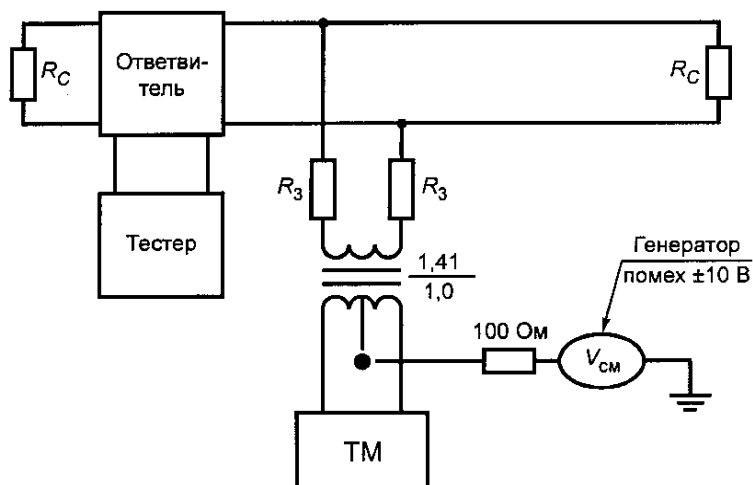 R_C
Ответви-
тель
R_C
R_3
R_3
Тестер
1,41
1,0
Генератор
помех ±10 В
100 Ом
V_см
ТМ